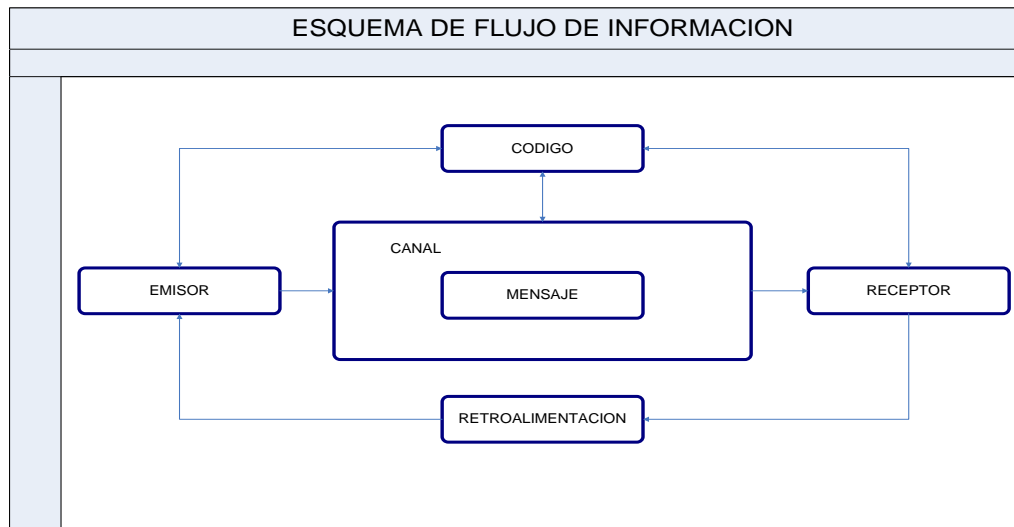 ESQUEMA DE FLUJO DE INFORMACION
CODIGO
CANAL
EMISOR
MENSAJE
RECEPTOR
RETROALIMENTACION